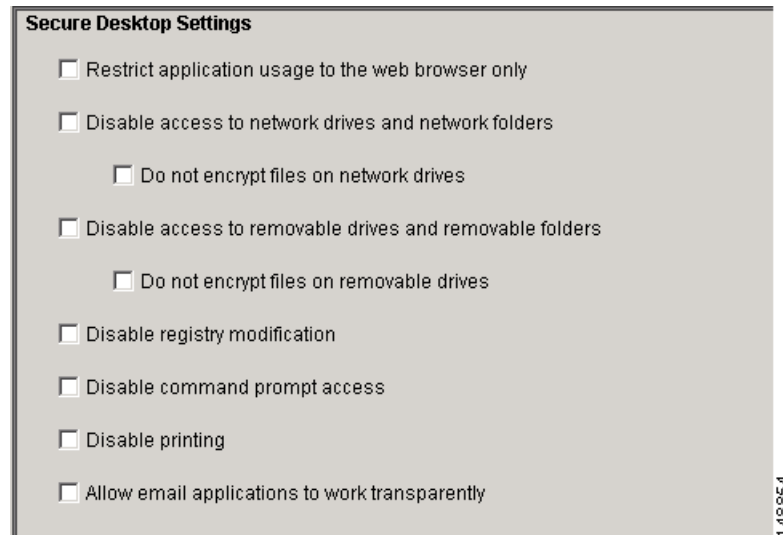 Secure Desktop Settings
Restrict application usage to the web browser only
Disable access to network drives and network folders
Do not encrypt files on network drives
Disable access to removable drives and removable folders
Do not encrypt files on removable drives
Disable registry modification
Disable command prompt access
Disable printing
Allow email applications to work transparently